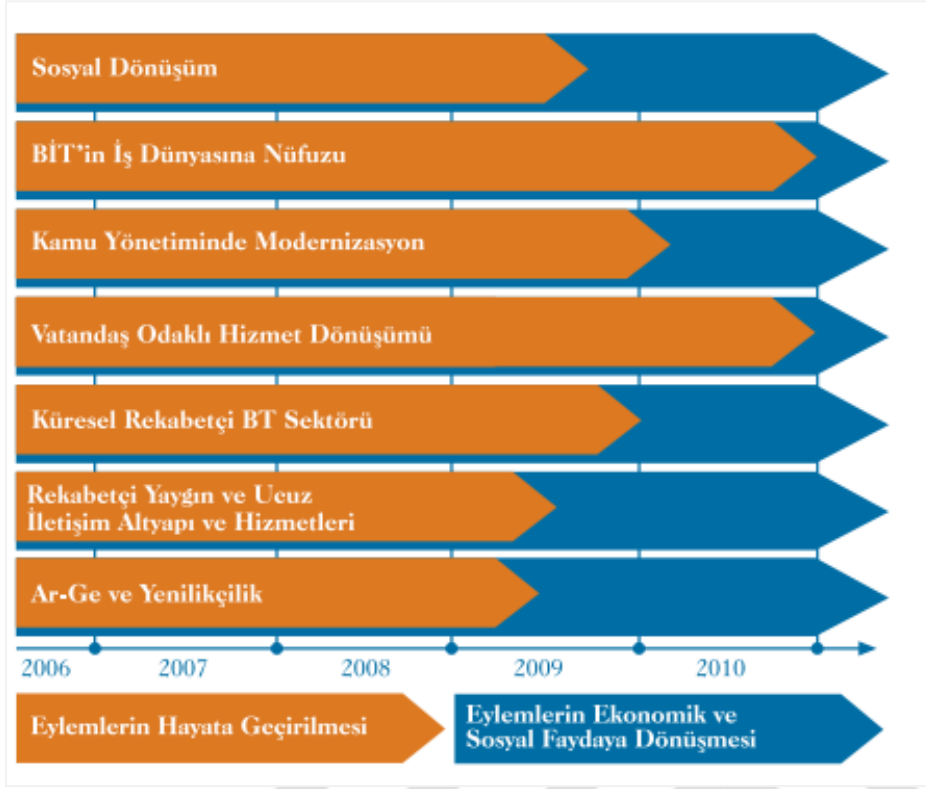 Sosyal Dönüşüm
BİT’in İş Dünyasına Nüfuzu
Kamu Yönetiminde Modernizasyon
Vatandaş Odaklı Hizmet Dönüşümü
Küresel Rekabetçi BT Sektörü
Rekabetçi Yaygın ve Ucuz
İletişim Altyapı ve Hizmetleri
Ar-Ge ve Yenilikçilik
2006 2007 2008 2009 2010
Eylemlerin Hayata Geçirilmesi
Eylemlerin Ekonomik ve
Sosyal Faydaya Dönüşmesi